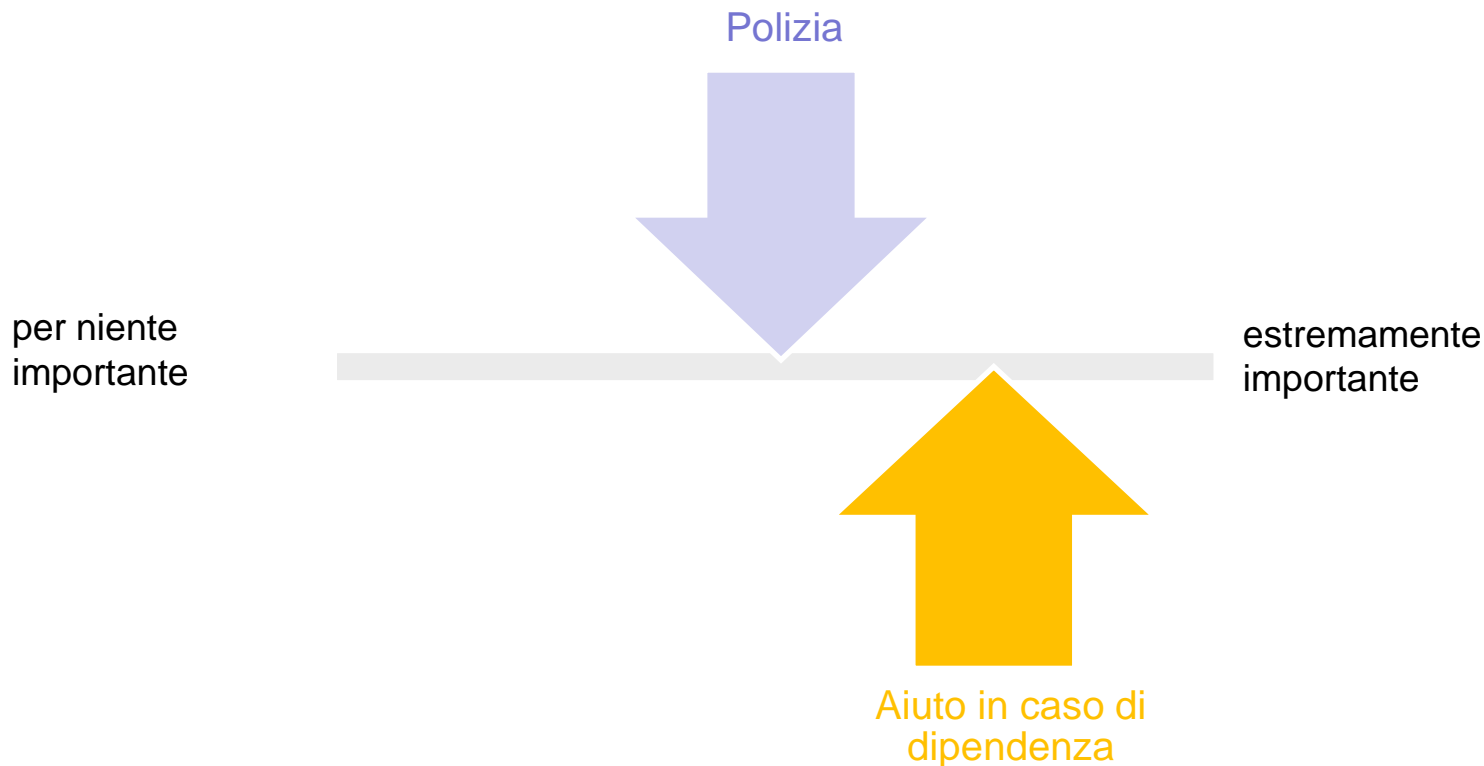 Polizia
per niente
importante
estremamente
importante
Aiuto in caso di
dipendenza